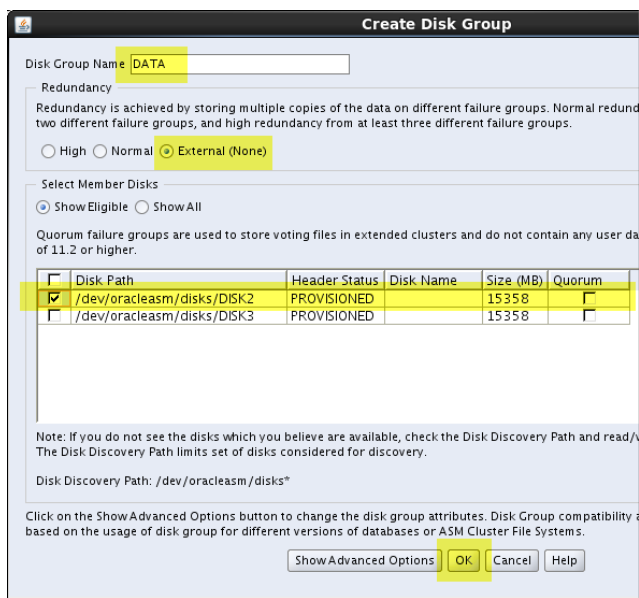 Create Disk Group
Disk Group Name DATA
Redundancy
Redundancy is achieved by storing multiple copies of the data on different failure groups. Normal redund
two different failure groups, and high redundancy from at least three different failure groups.
High Normal External (None)
Select Member Disks
Show Eligible Show All
Quorum failure groups are used to store voting files in extended clusters and do not contain any user da
of 11.2 or higher.
Disk Path Header Status Disk Name Size (MB) Quorum
/dev/oracleasm/disks/DISK2 PROVISIONED 15358
/dev/oracleasm/disks/DISK3 PROVISIONED 15358
Note: If you do not see the disks which you believe are available, check the Disk Discovery Path and read/
The Disk Discovery Path limits set of disks considered for discovery.
Disk Discovery Path: /dev/oracleasm/disks*
Click on the Show Advanced Options button to change the disk group attributes. Disk Group compatibility
based on the usage of disk group for different versions of databases or ASM Cluster File Systems.
Show Advanced Options OK Cancel Help